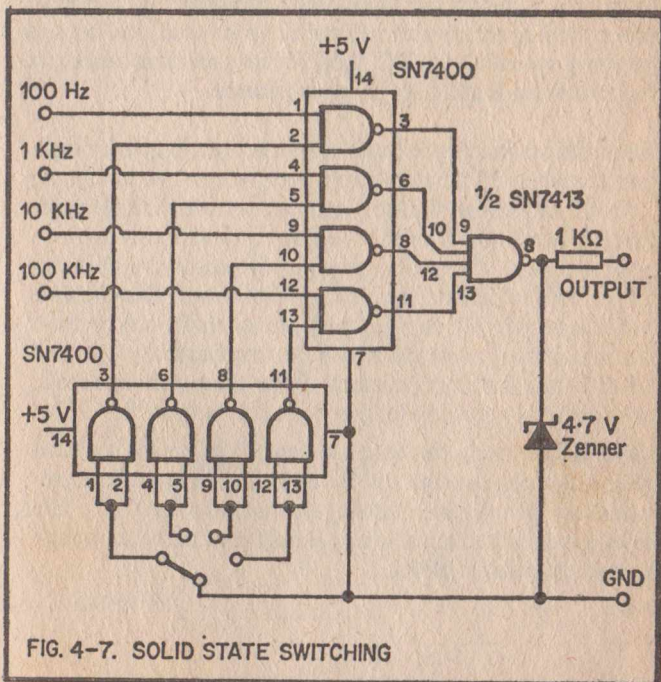 +5 V
14
SN7400
100 Hz
1
2
3
1 KHz
4
5
6
½ SN7413
10 KHz
9
10
8
10
9
12
13
8
1 KΩ
OUTPUT
100 KHz
12
13
11
7
SN7400
3
6
8
11
+5 V
14
7
4·7 V
Zenner
1
2
4
5
9
10
12
13
GND
FIG. 4-7. SOLID STATE SWITCHING